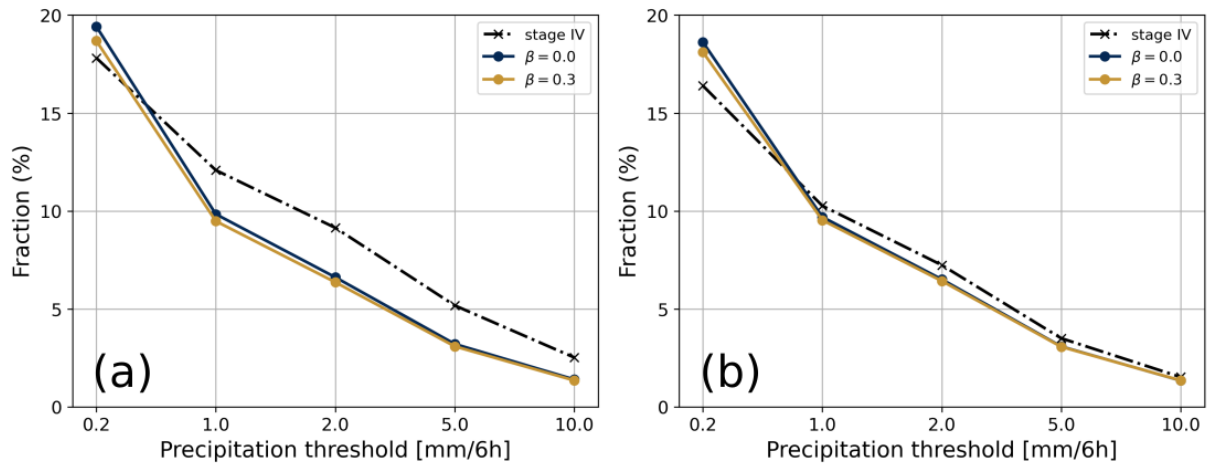 20
15
10
5
0
Fraction (%)
stage IV
β = 0.0
β = 0.3
(a)
0.2 1.0 2.0 5.0 10.0
Precipitation threshold [mm/6h]
20
15
10
5
0
Fraction (%)
stage IV
β = 0.0
β = 0.3
(b)
0.2 1.0 2.0 5.0 10.0
Precipitation threshold [mm/6h]